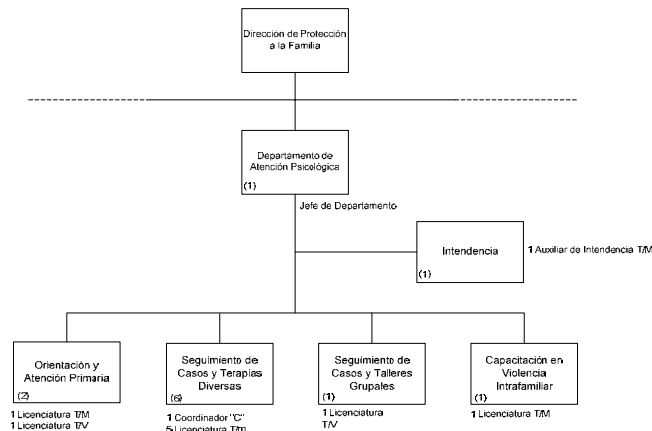 Dirección de Protección
a la Familia
Departamento de
Atención Psicológica
(1)
Jefe de Departamento
Intendencia
(1)
1 Auxiliar de Intendencia T/M
Orientación y
Atención Primaria
(2)
1 Licenciatura T/M
1 Licenciatura T/V
Seguimiento de
Casos y Terapias
Diversas
(6)
1 Coordinador "C"
5 Licenciatura T/m
Seguimiento de
Casos y Talleres
Grupales
(1)
1 Licenciatura
T/V
Capacitación en
Violencia
Intrafamiliar
(1)
1 Licenciatura T/M